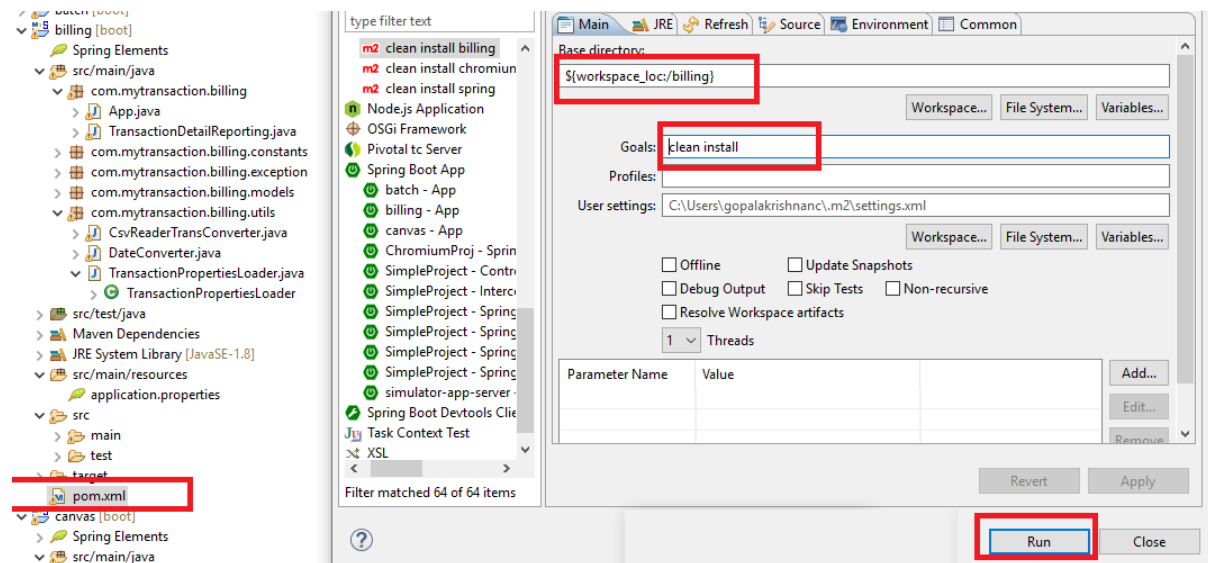 batch [boot]
billing [boot]
Spring Elements
src/main/java
com.mytransaction.billing
App.java
TransactionDetailReporting.java
com.mytransaction.billing.constants
com.mytransaction.billing.exception
com.mytransaction.billing.models
com.mytransaction.billing.utils
CsvReaderTransConverter.java
DateConverter.java
TransactionPropertiesLoader.java
TransactionPropertiesLoader
src/test/java
Maven Dependencies
JRE System Library [JavaSE-1.8]
src/main/resources
application.properties
src
main
test
target
pom.xml
canvas [boot]
Spring Elements
src/main/java
type filter text
m2 clean install billing
m2 clean install chromiun
m2 clean install spring
Node.js Application
OSGi Framework
Pivotal tc Server
Spring Boot App
batch - App
billing - App
canvas - App
ChromiumProj - Sprin
SimpleProject - Contr
SimpleProject - Interc
SimpleProject - Spring
SimpleProject - Spring
SimpleProject - Spring
SimpleProject - Spring
simulator-app-server -
Spring Boot Devtools Clie
Ju Task Context Test
XSL
Filter matched 64 of 64 items
Main JRE Refresh Source Environment Common
Base directory:
${workspace_loc:/billing}
Workspace... File System... Variables...
Goals: clean install
Profiles:
User settings: C:\Users\gopalakrishnanc\.m2\settings.xml
Workspace... File System... Variables...
Offline Update Snapshots
Debug Output Skip Tests Non-recursive
Resolve Workspace artifacts
1 Threads
Parameter Name Value Add...
Edit...
Remove
Revert Apply
? Run Close